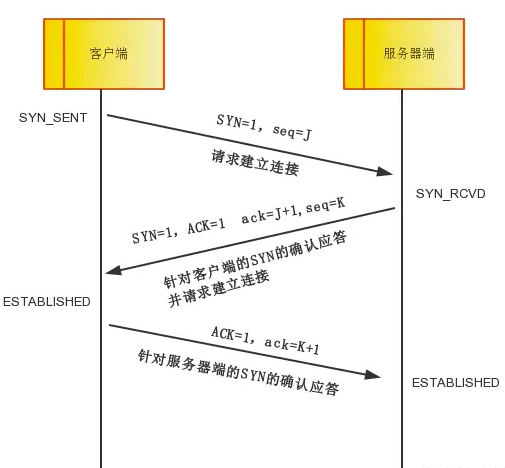 客户端
服务器端
SYN_SENT
SYN=1, seq=J
请求建立连接
SYN_RCVD
SYN=1, ACK=1 ack=J+1,seq=K
针对客户端的SYN的确认应答
并请求建立连接
ESTABLISHED
ACK=1, ack=K+1
针对服务器端的SYN的确认应答
ESTABLISHED